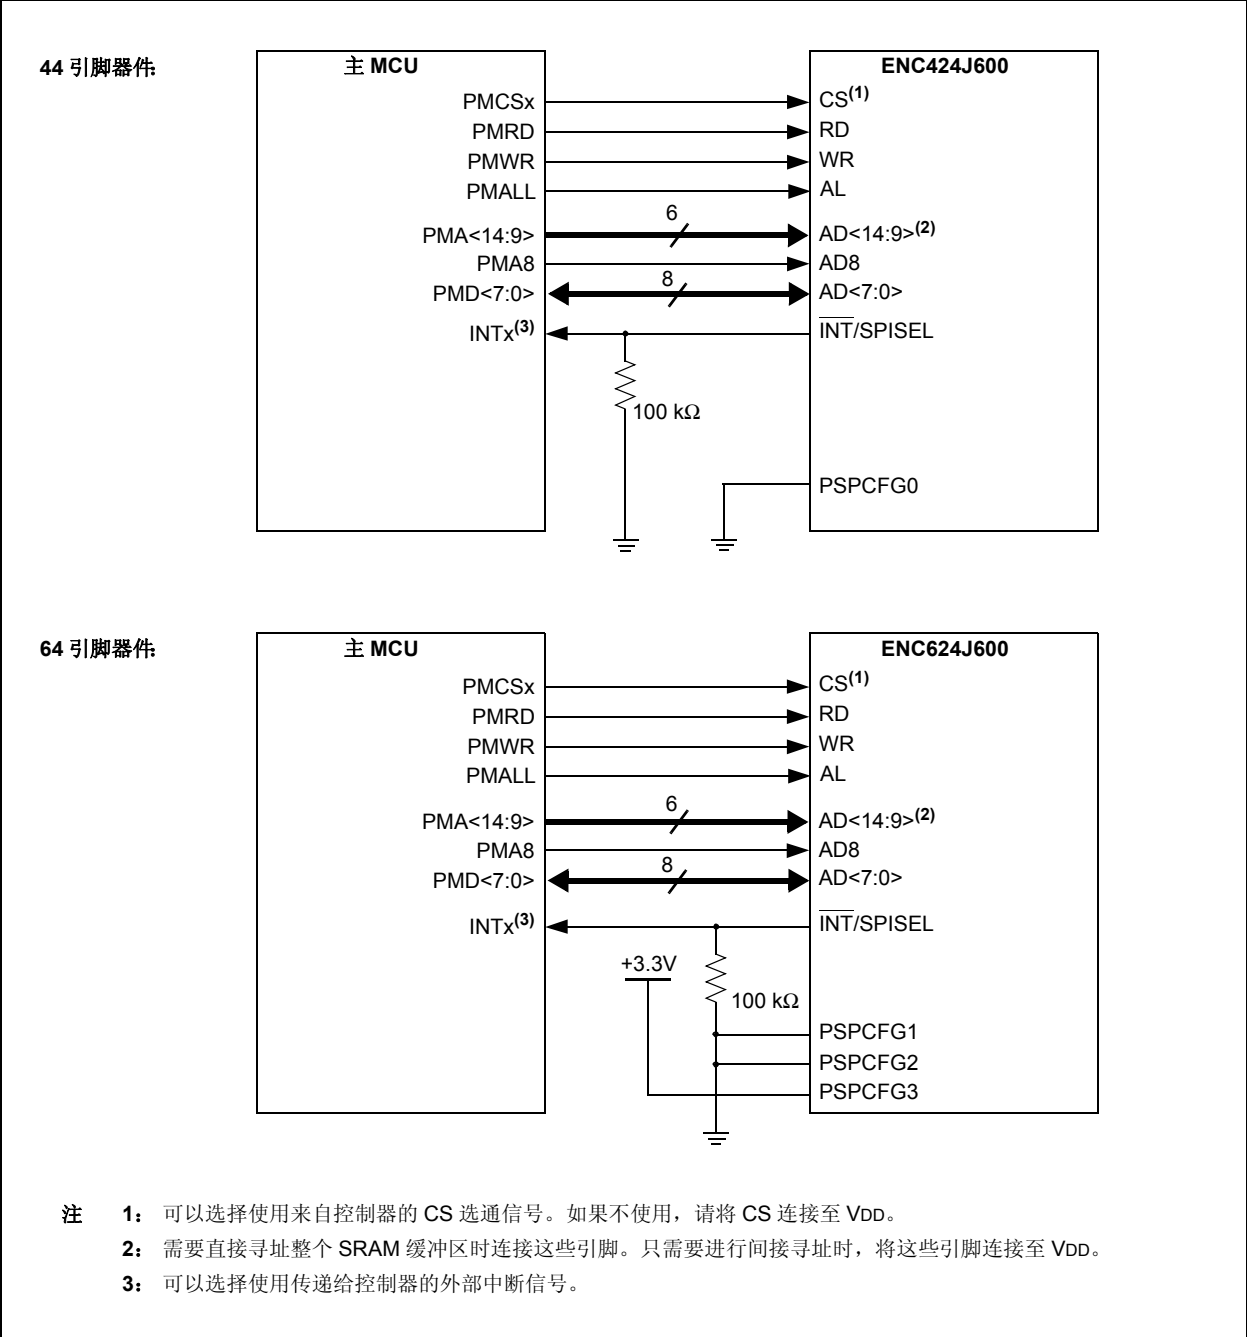 44 引脚器件:
主 MCU
ENC424J600
PMCSx
CS(1)
PMRD
RD
PMWR
WR
PMALL
AL
6
PMA<14:9>
AD<14:9>(2)
PMA8
AD8
8
PMD<7:0>
AD<7:0>
INTx(3)
INT/SPISEL
100 kΩ
PSPCFG0
64 引脚器件:
主 MCU
ENC624J600
PMCSx
CS(1)
PMRD
RD
PMWR
WR
PMALL
AL
6
PMA<14:9>
AD<14:9>(2)
PMA8
AD8
8
PMD<7:0>
AD<7:0>
INTx(3)
INT/SPISEL
+3.3V
100 kΩ
PSPCFG1
PSPCFG2
PSPCFG3
注 1: 可以选择使用来自控制器的 CS 选通信号。如果不使用，请将 CS 连接至 VDD。
2: 需要直接寻址整个 SRAM 缓冲区时连接这些引脚。只需要进行间接寻址时，将这些引脚连接至 VDD。
3: 可以选择使用传递给控制器的外部中断信号。